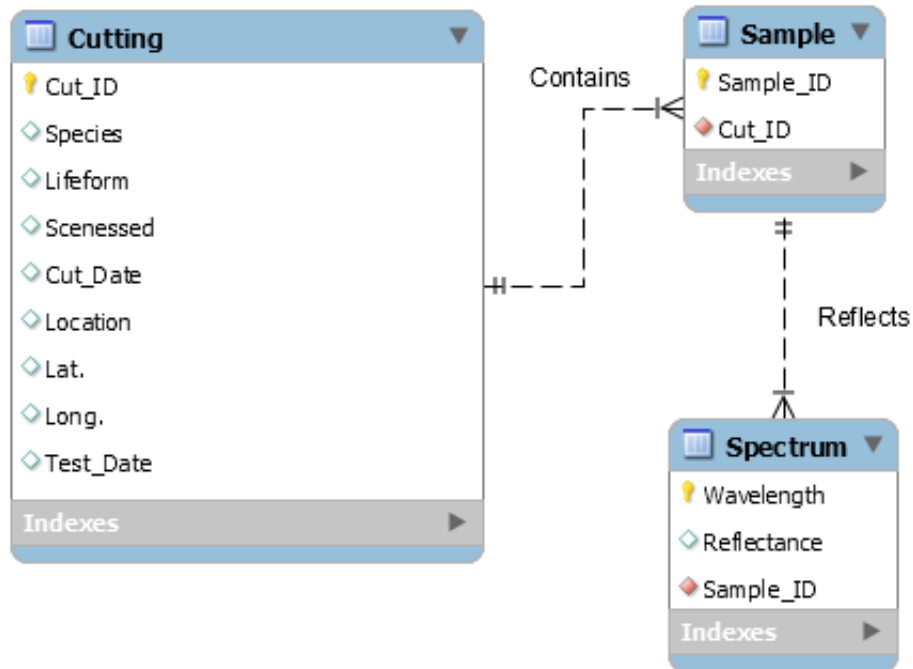 Cutting
Cut_ID
Species
Lifeform
Scenessed
Cut_Date
Location
Lat.
Long.
Test_Date
Indexes
Contains
Sample
Sample_ID
Cut_ID
Indexes
Reflects
Spectrum
Wavelength
Reflectance
Sample_ID
Indexes